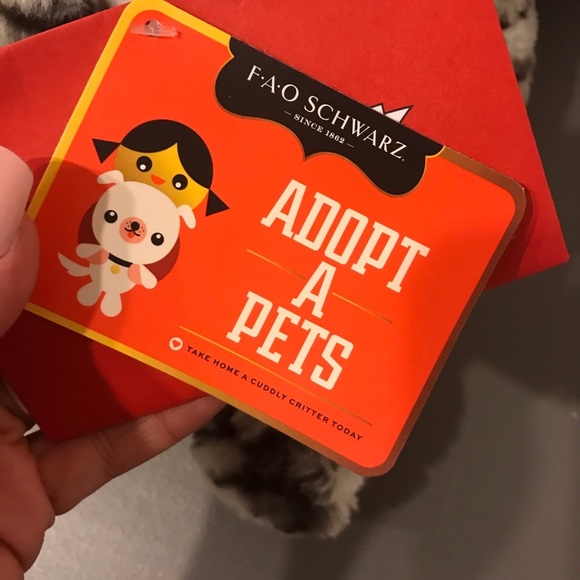 F·A·O SCHWARZ
— SINCE 1862 —
ADOPT
A
PETS
TAKE HOME A CUDDLY CRITTER TODAY